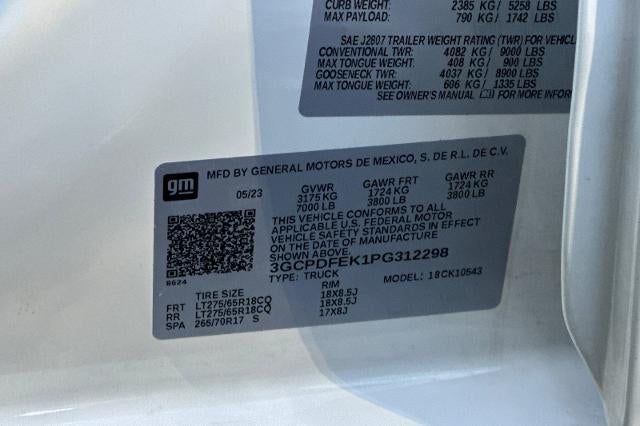 CURB WEIGHT: 2385 KG / 5258 LBS
MAX PAYLOAD: 790 KG / 1742 LBS
SAE J2807 TRAILER WEIGHT RATING (TWR) FOR VEHICL
CONVENTIONAL TWR: 4082 KG / 9000 LBS
MAX TONGUE WEIGHT: 408 KG / 900 LBS
GOOSENECK TWR: 4037 KG / 8900 LBS
MAX TONGUE WEIGHT: 606 KG / 1335 LBS
SEE OWNER'S MANUAL FOR MORE INFOR
gm MFD BY GENERAL MOTORS DE MEXICO, S. DE R.L. DE C.V.
05/23 GVWR GAWR FRT GAWR RR
3175 KG 1724 KG 1724 KG
7000 LB 3800 LB 3800 LB
THIS VEHICLE CONFORMS TO ALL
APPLICABLE U.S. FEDERAL MOTOR
VEHICLE SAFETY STANDARDS IN EFFECT
ON THE DATE OF MANUFACTURE
SHOWN ABOVE.
3GCPDFEK1PG312298
8624 TYPE: TRUCK MODEL: 18CK10543
TIRE SIZE RIM
FRT LT275/65R18CQ 18X8.5J
RR LT275/65R18CQ 18X8.5J
SPA 265/70R17 S 17X8J